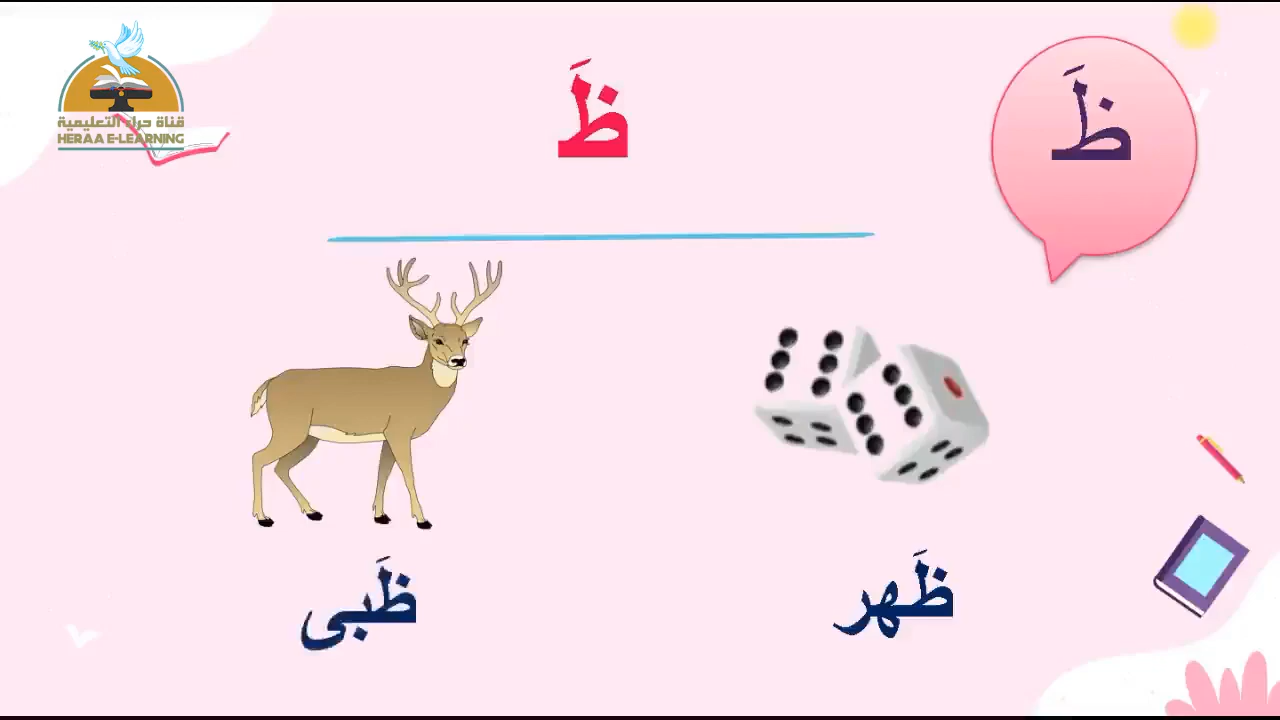 قناة حراء التعليمية
HERAA E-LEARNING
ظَ
ظَ
ظَهر
ظَبى